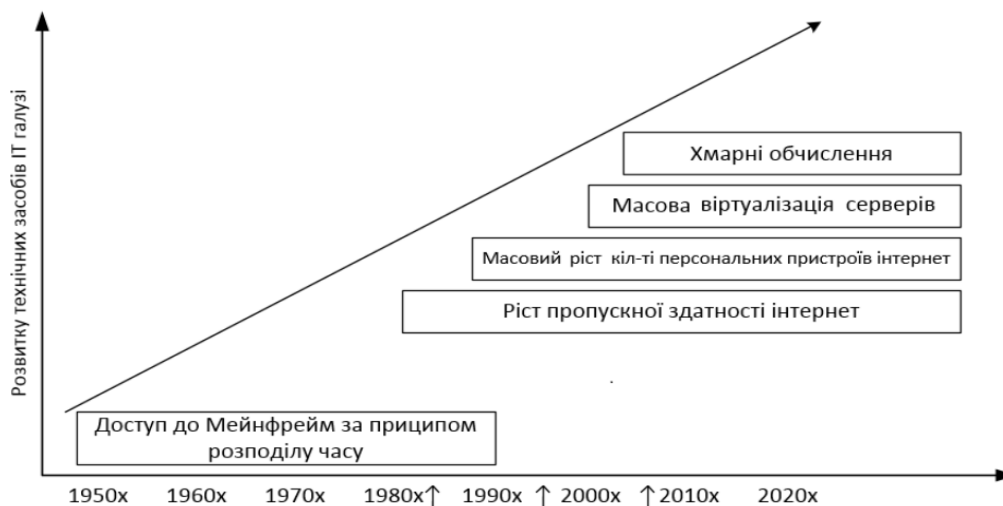 Розвитку технічних засобів IT галузі
Хмарні обчислення
Масова віртуалізація серверів
Масовий ріст кіл-ті персональних пристроїв інтернет
Ріст пропускної здатності інтернет
Доступ до Мейнфрейм за приципом
розподілу часу
1950х 1960х 1970х 1980х 1990х 2000х 2010х 2020х